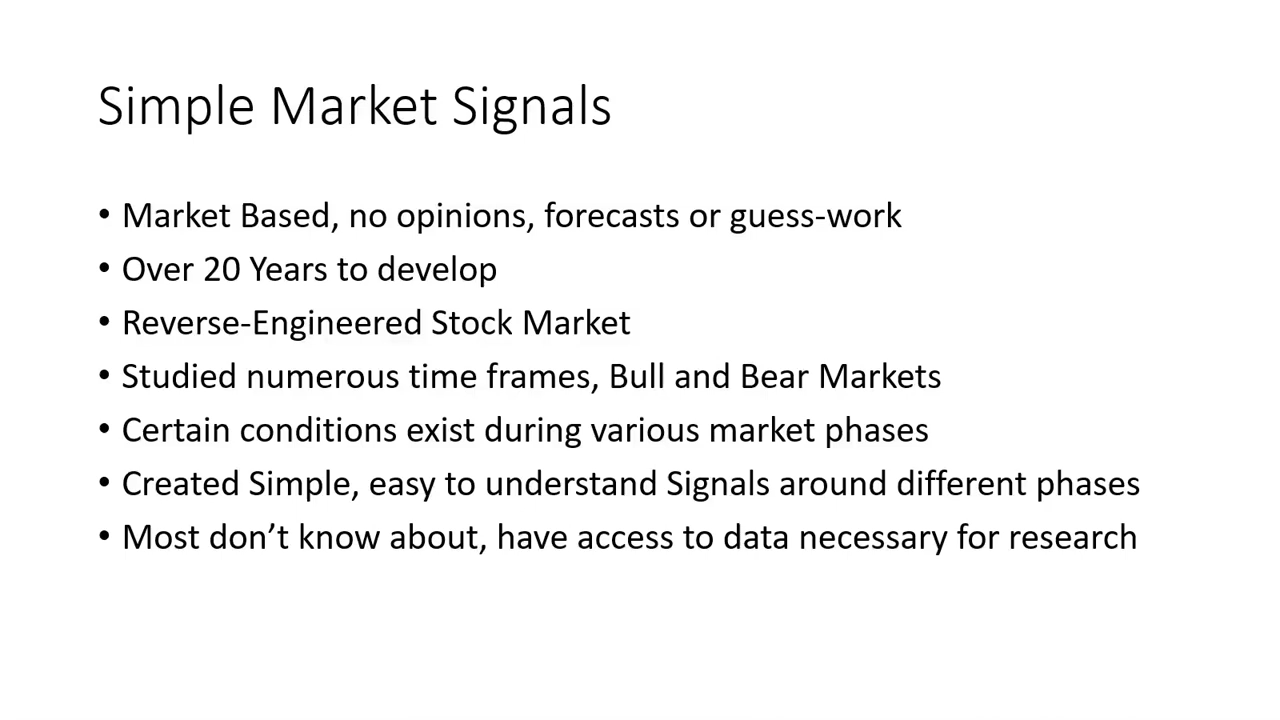 Simple Market Signals
• Market Based, no opinions, forecasts or guess-work
• Over 20 Years to develop
• Reverse-Engineered Stock Market
• Studied numerous time frames, Bull and Bear Markets
• Certain conditions exist during various market phases
• Created Simple, easy to understand Signals around different phases
• Most don’t know about, have access to data necessary for research